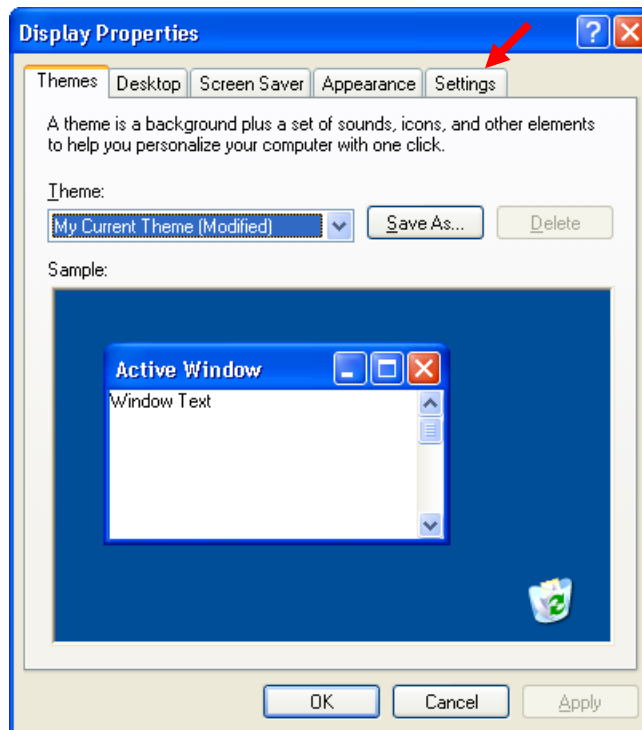 Display Properties
Themes Desktop Screen Saver Appearance Settings
A theme is a background plus a set of sounds, icons, and other elements
to help you personalize your computer with one click.
Theme:
My Current Theme (Modified) Save As... Delete
Sample:
Active Window
Window Text
OK Cancel Apply